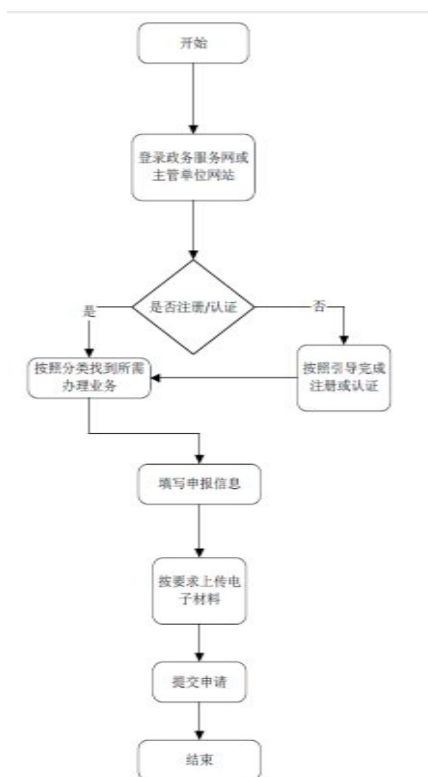 开始
登录政务服务网或
主管单位网站
是否注册/认证
是
否
按照分类找到所需
办理业务
按照引导完成
注册或认证
填写申报信息
按要求上传电
子材料
提交申请
结束